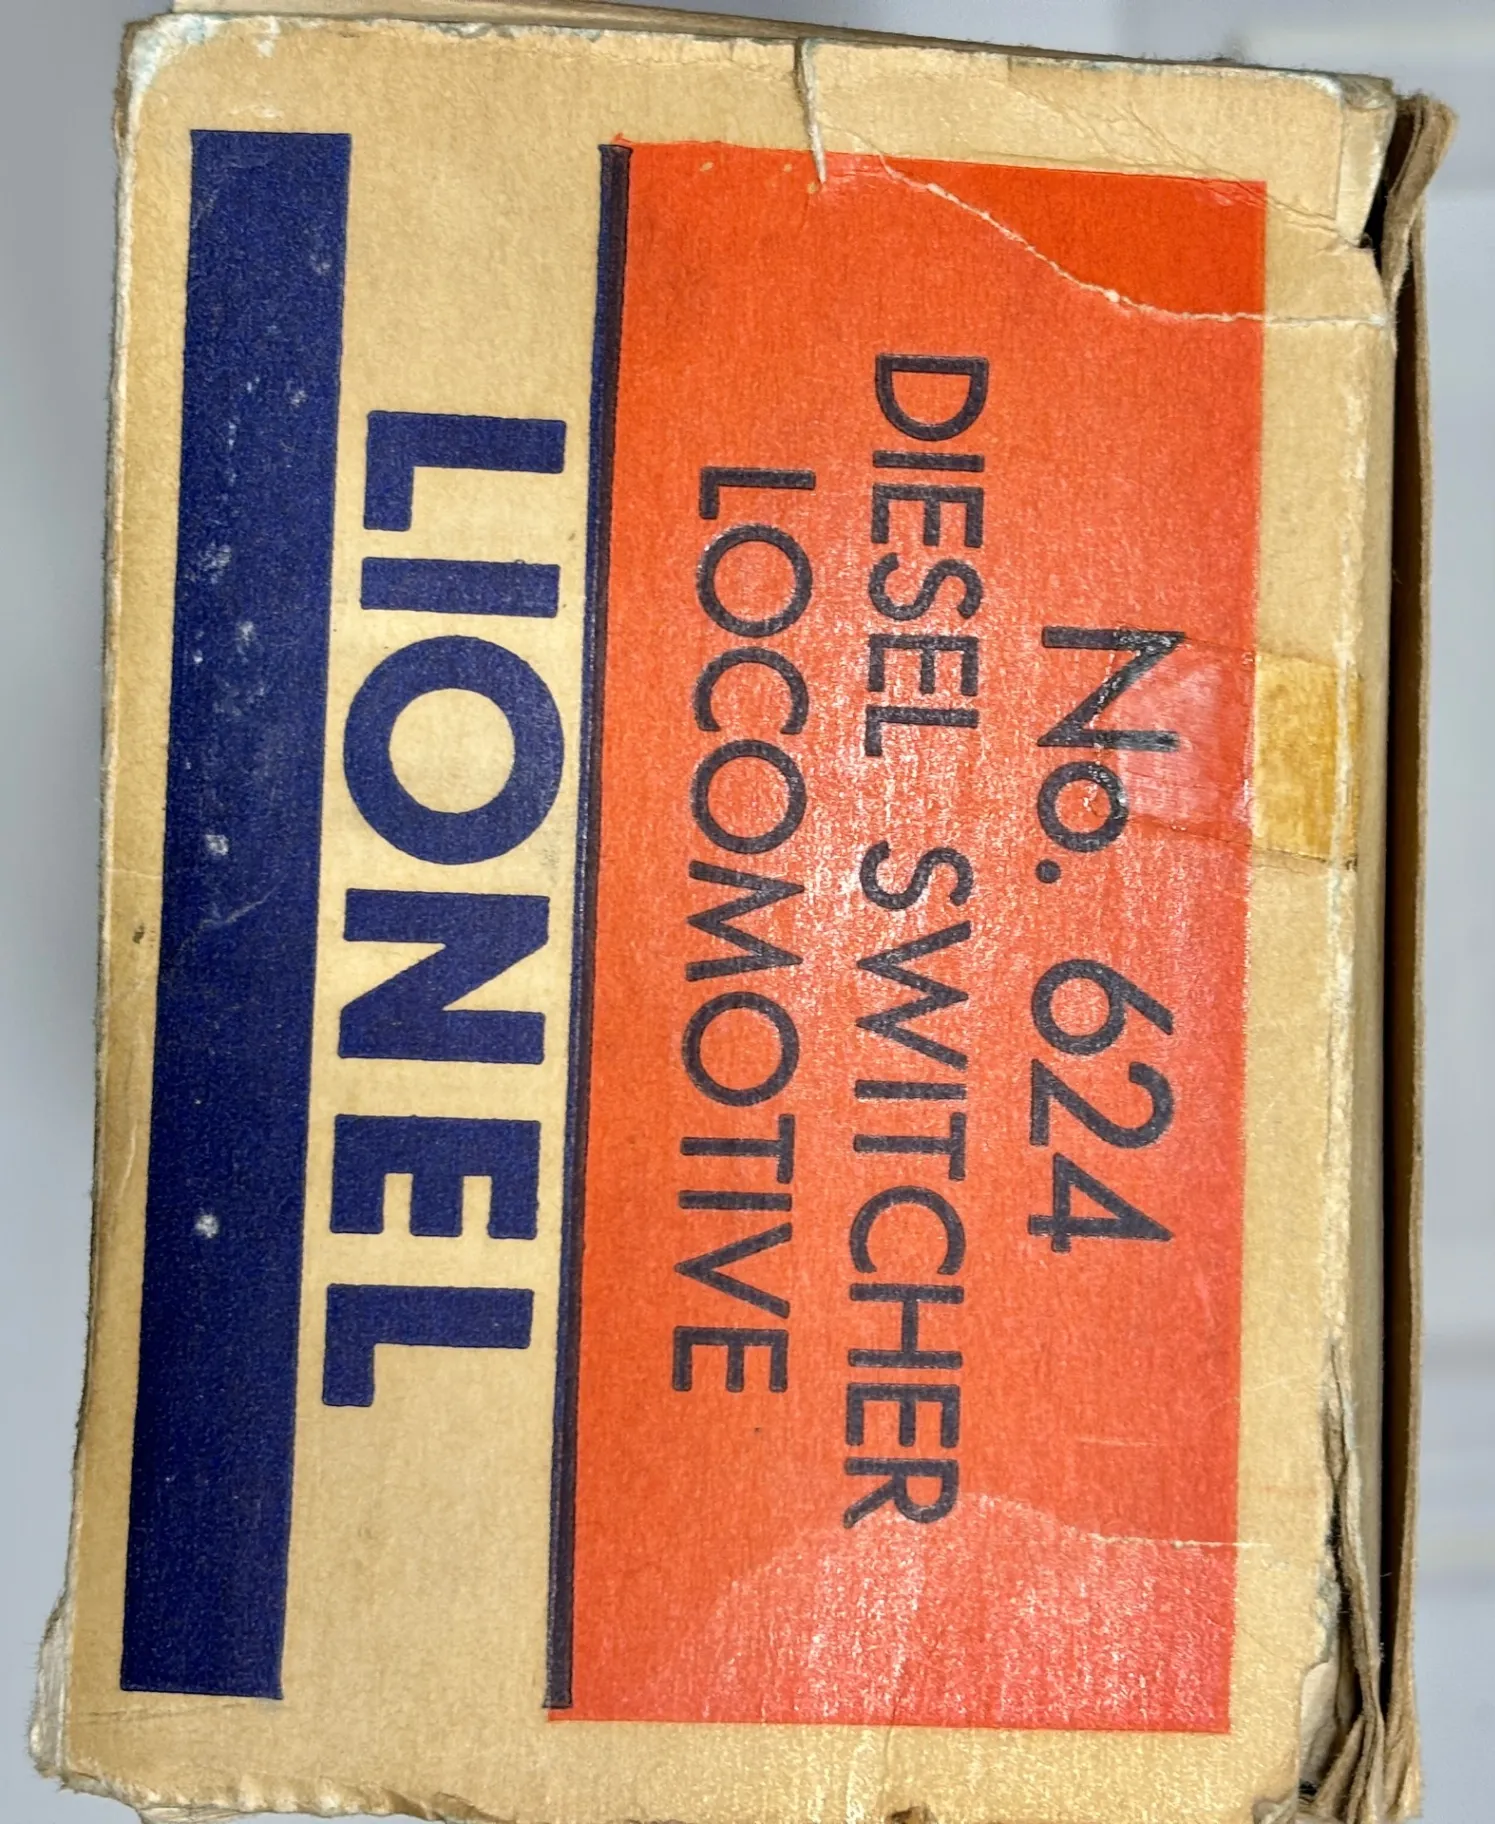 No. 624
DIESEL SWITCHER
LOCOMOTIVE
LIONEL